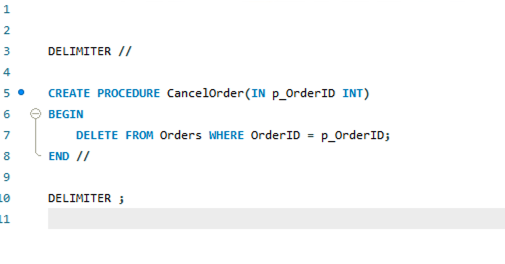 1
2
3 DELIMITER //
4
5 CREATE PROCEDURE CancelOrder(IN p_OrderID INT)
6 BEGIN
7 DELETE FROM Orders WHERE OrderID = p_OrderID;
8 END //
9
10 DELIMITER ;
11